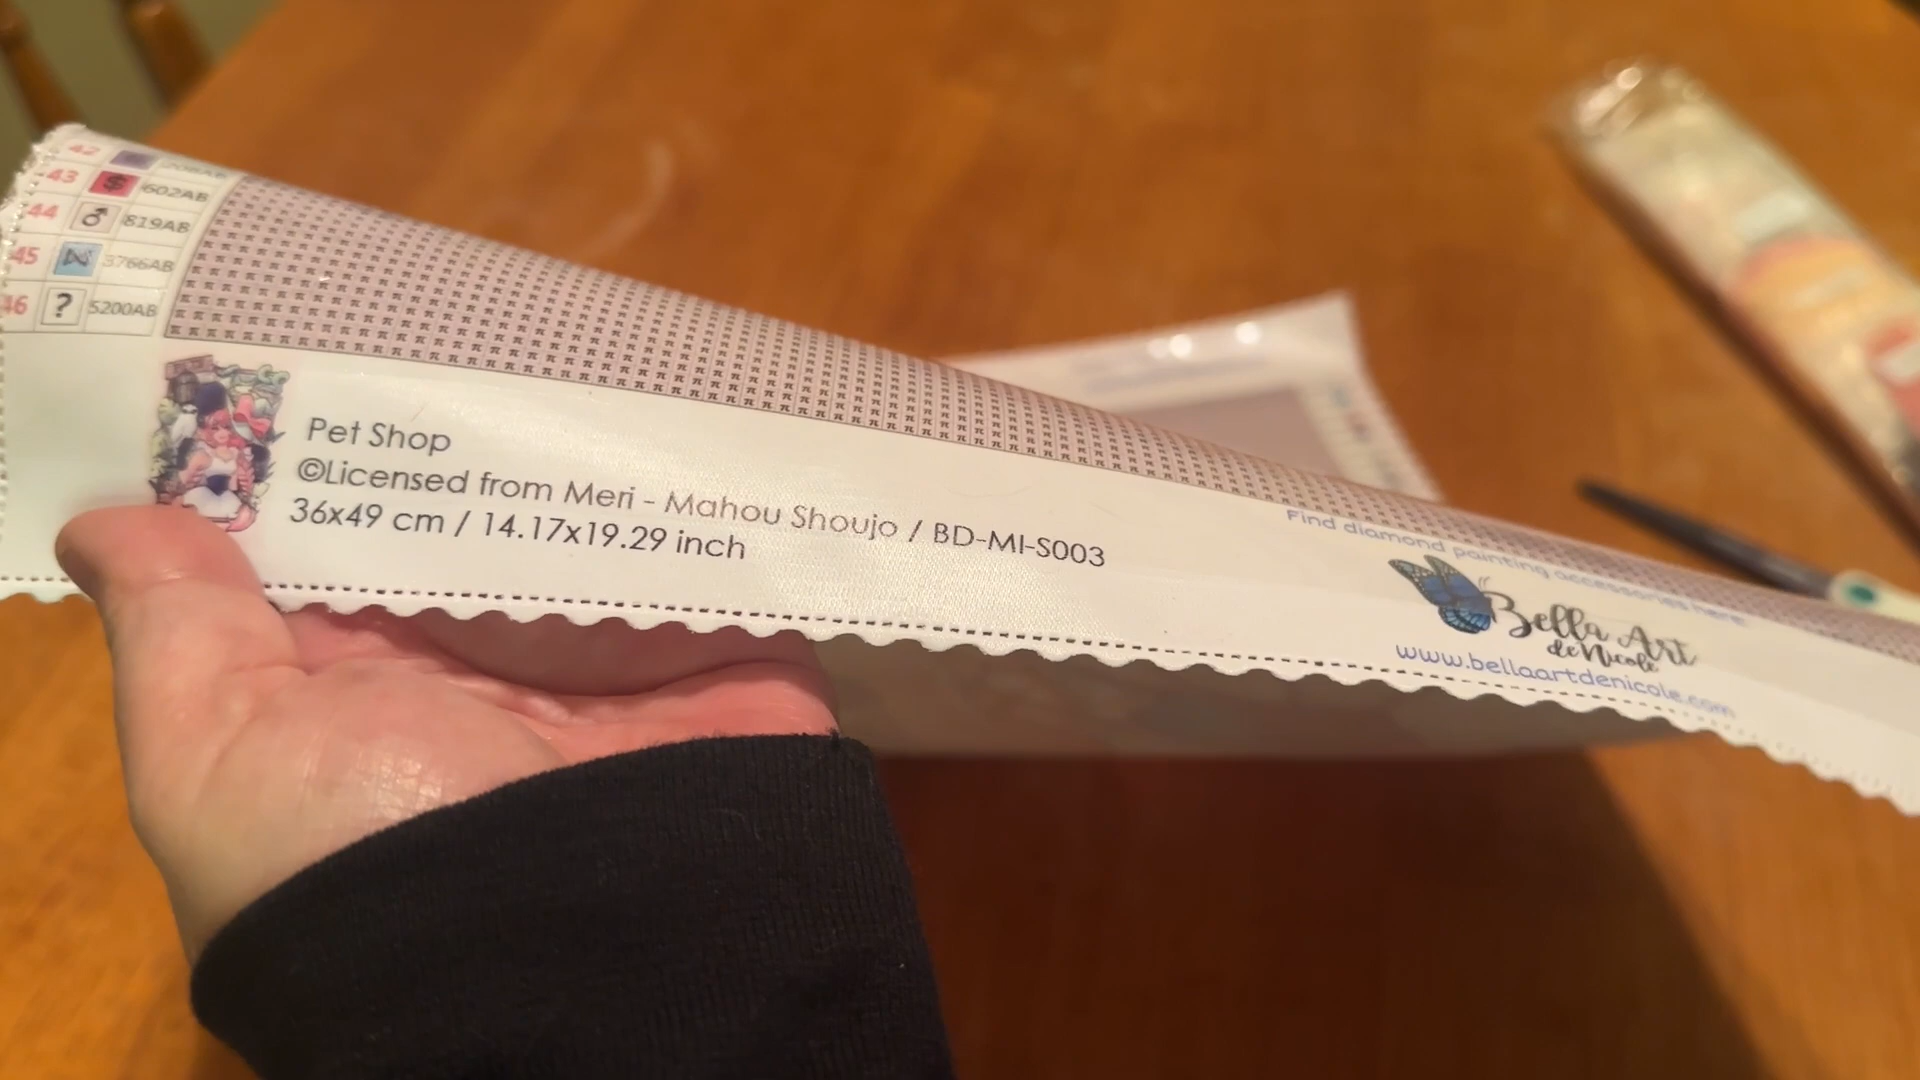 42
43 $ 602AB
44 ♂ 819AB
45 N 3766AB
46 ? 5200AB
Pet Shop
©Licensed from Meri - Mahou Shoujo / BD-MI-S003
36x49 cm / 14.17x19.29 inch
Find diamond painting accessories here
Bella Art
de Nicole
www.bellaartdenicole.com